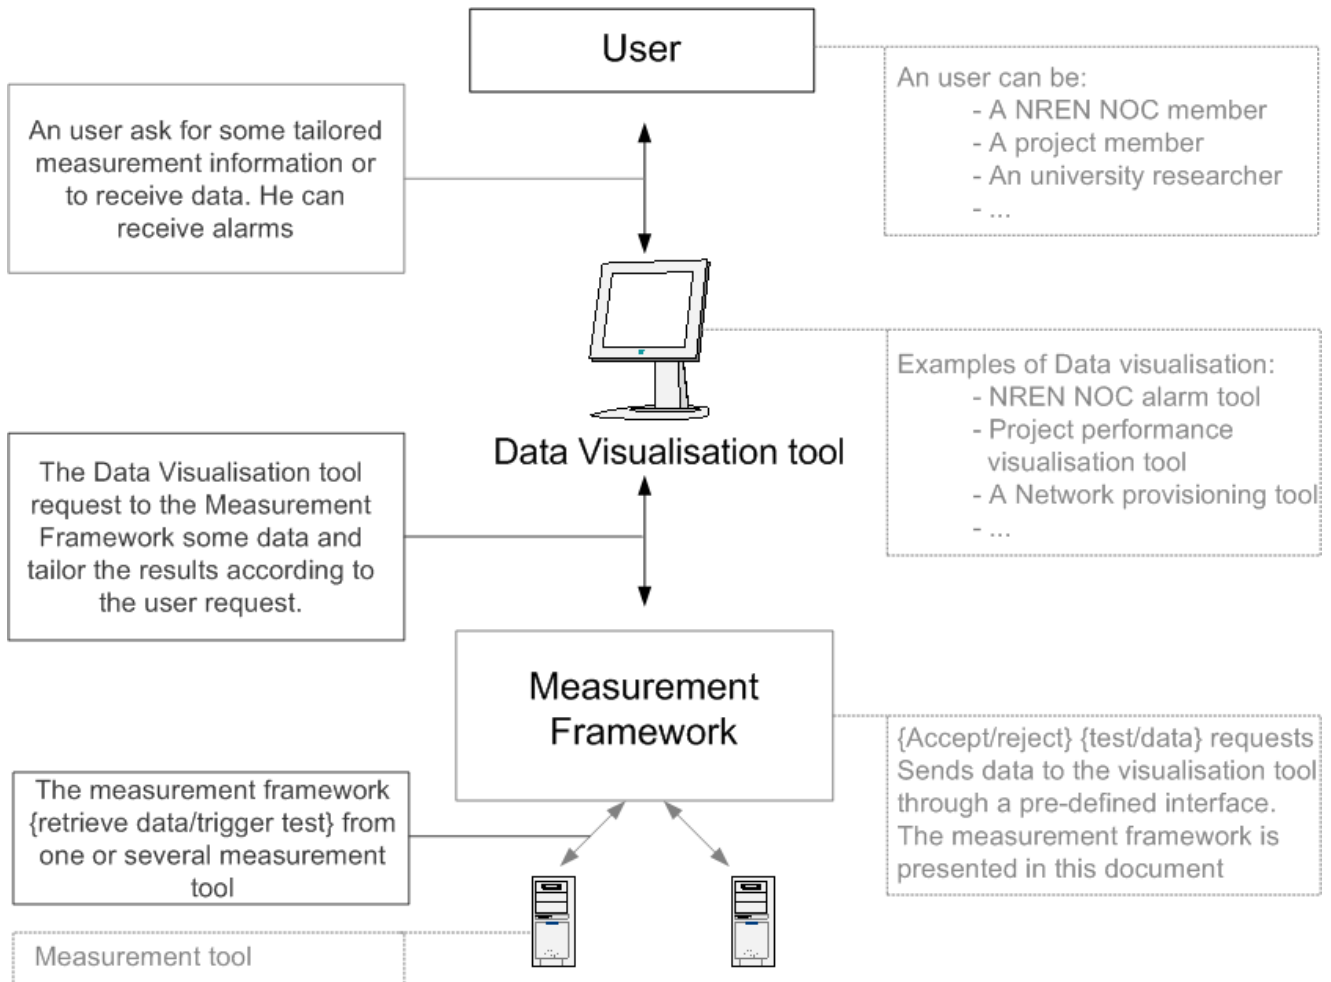 User
An user can be:
- A NREN NOC member
- A project member
- An university researcher
- ...
An user ask for some tailored
measurement information or
to receive data. He can
receive alarms
Examples of Data visualisation:
- NREN NOC alarm tool
- Project performance
visualisation tool
- A Network provisioning tool
- ...
Data Visualisation tool
The Data Visualisation tool
request to the Measurement
Framework some data and
tailor the results according to
the user request.
Measurement
Framework
{Accept/reject} {test/data} requests
Sends data to the visualisation tool
through a pre-defined interface.
The measurement framework is
presented in this document
The measurement framework
{retrieve data/trigger test} from
one or several measurement
tool
Measurement tool